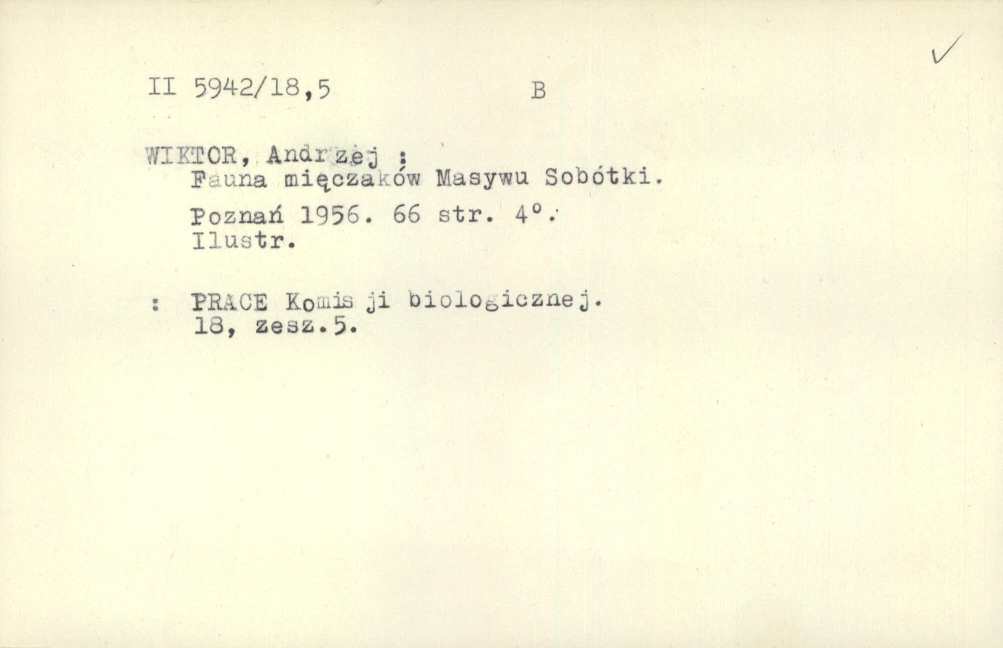 II 5942/18,5 B
WIKTOR, Andrzej :
Fauna mięczaków Masywu Sobótki.
Poznań 1956. 66 str. 4°.
Ilustr.
: PRACE Komisji biologicznej.
18, zesz.5.